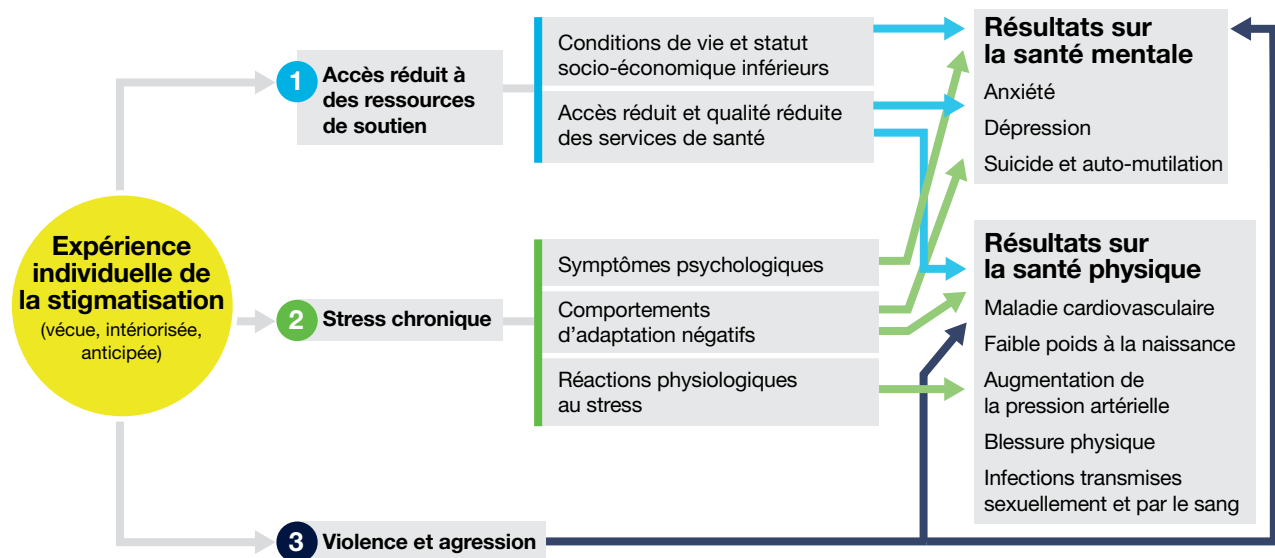 Expérience
individuelle de
la stigmatisation
(vécue, intériorisée,
anticipée)
1
Accès réduit à
des ressources
de soutien
Conditions de vie et statut
socio-économique inférieurs
Accès réduit et qualité réduite
des services de santé
2
Stress chronique
Symptômes psychologiques
Comportements
d’adaptation négatifs
Réactions physiologiques
au stress
3
Violence et agression
Résultats sur
la santé mentale
Anxiété
Dépression
Suicide et auto-mutilation
Résultats sur
la santé physique
Maladie cardiovasculaire
Faible poids à la naissance
Augmentation de
la pression artérielle
Blessure physique
Infections transmises
sexuellement et par le sang